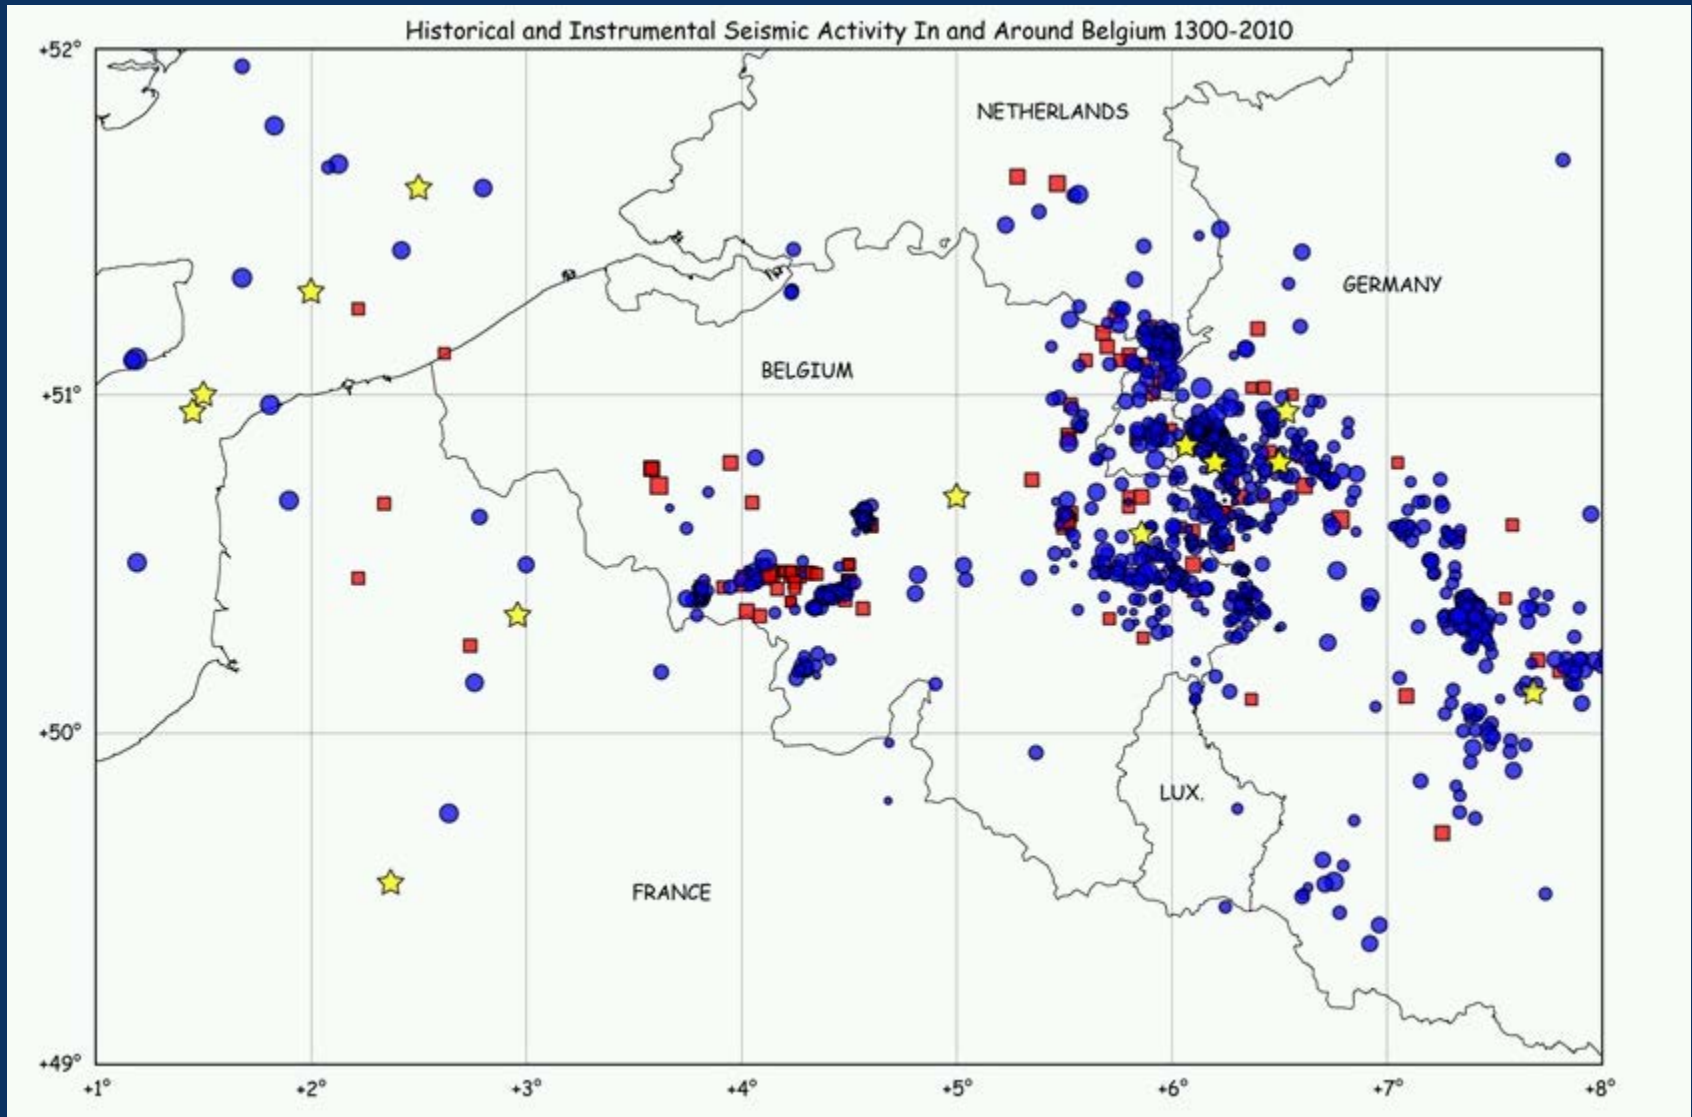 Historical and Instrumental Seismic Activity In and Around Belgium 1300-2010
+52°
NETHERLANDS
GERMANY
BELGIUM
+51°
+50°
LUX.
FRANCE
+49°
+1° +2° +3° +4° +5° +6° +7° +8°